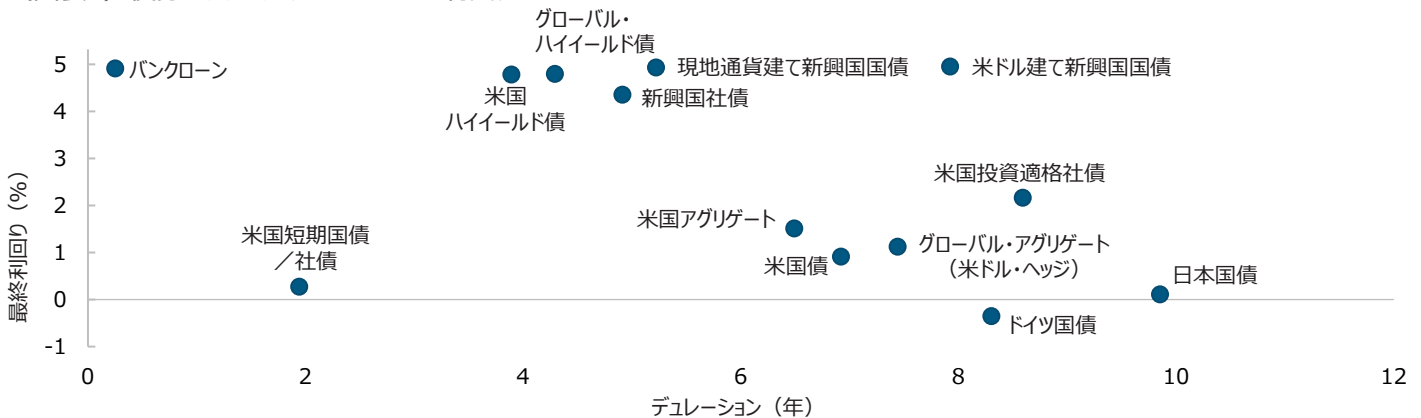 グローバル・
ハイイールド債
バンクローン
現地通貨建て新興国国債
米ドル建て新興国国債
米国
ハイイールド債
新興国社債
米国投資適格社債
米国アグリゲート
米国短期国債
／社債
米国債
グローバル・アグリゲート
（米ドル・ヘッジ）
日本国債
ドイツ国債
最終利回り（%）
5
4
3
2
1
0
-1
0
2
4
6
8
10
12
デュレーション（年）